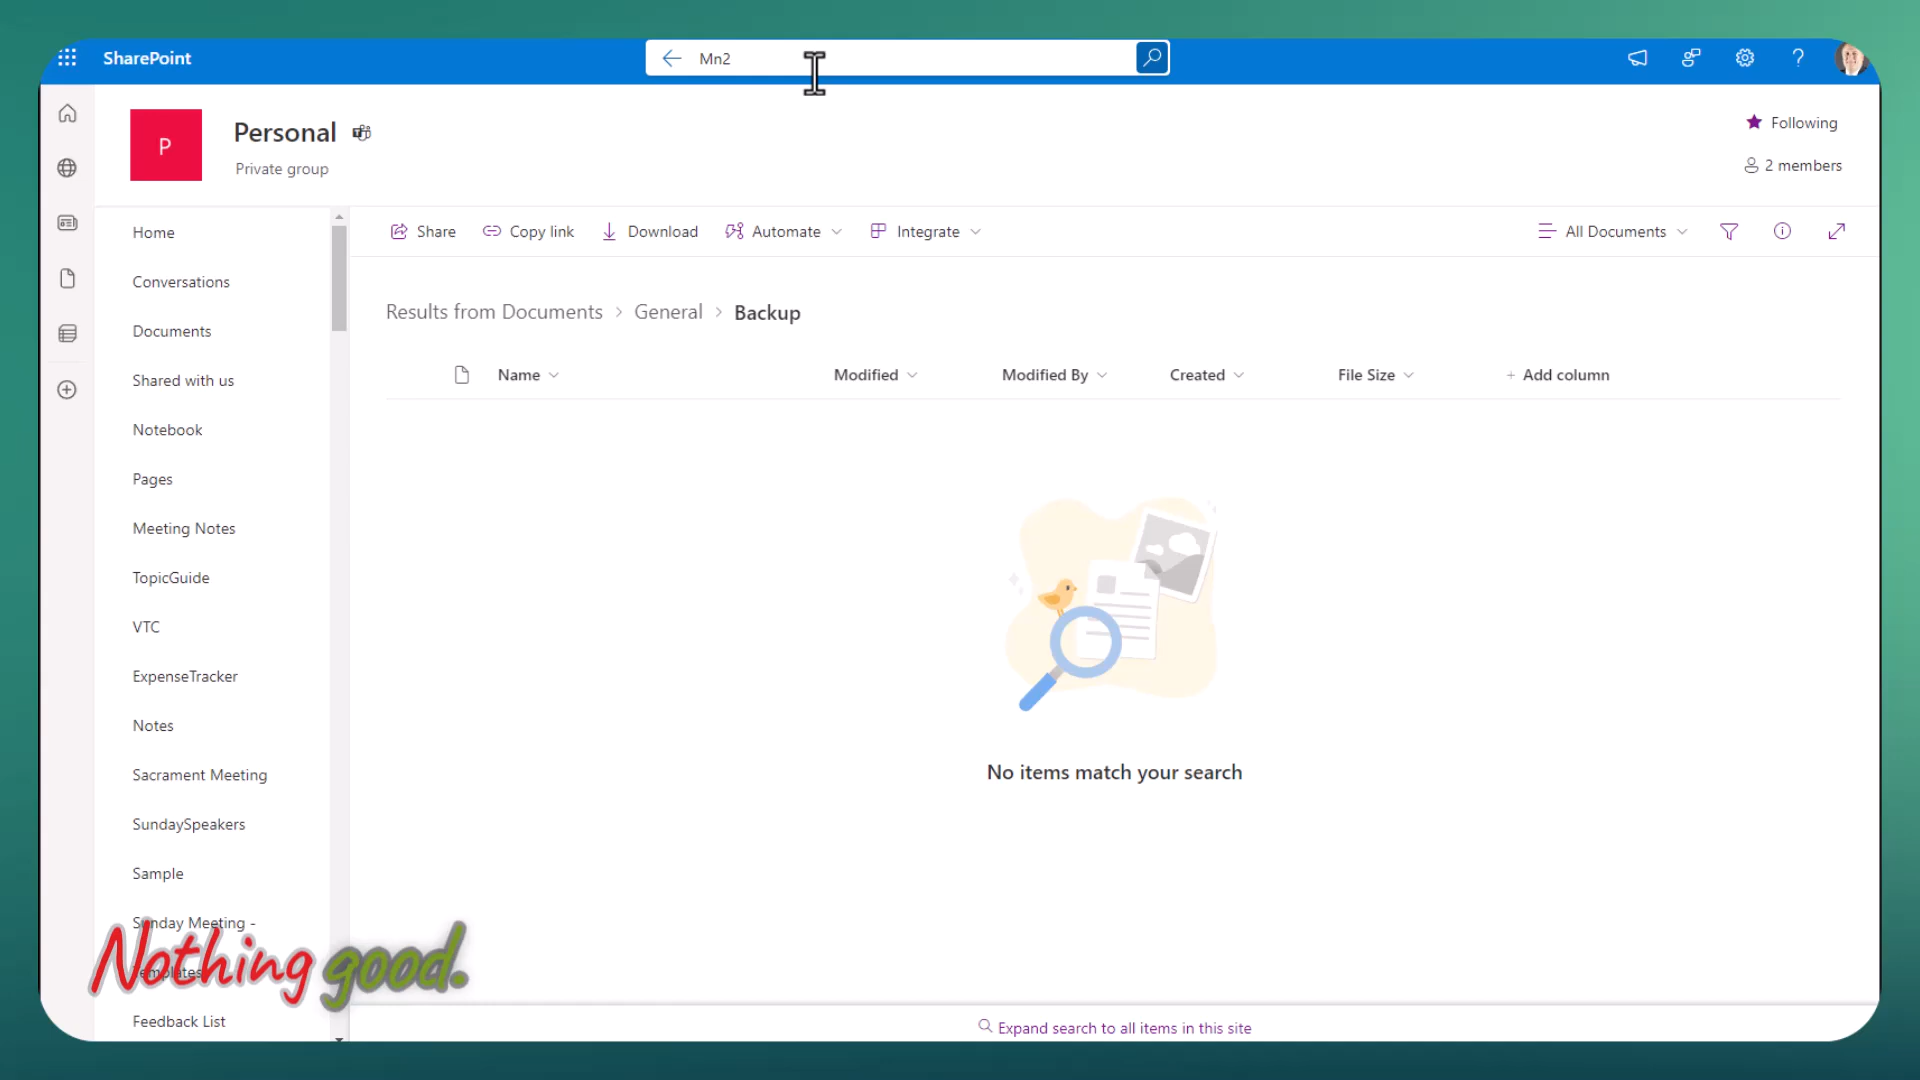 SharePoint
Mn2
P
Personal
Private group
Following
2 members
Share
Copy link
Download
Automate
Integrate
All Documents
Home
Conversations
Documents
Shared with us
Notebook
Pages
Meeting Notes
TopicGuide
VTC
ExpenseTracker
Notes
Sacrament Meeting
SundaySpeakers
Sample
Sunday Meeting -
Templates
Feedback List
Results from Documents > General > Backup
Name
Modified
Modified By
Created
File Size
+ Add column
No items match your search
Expand search to all items in this site
Nothing good.